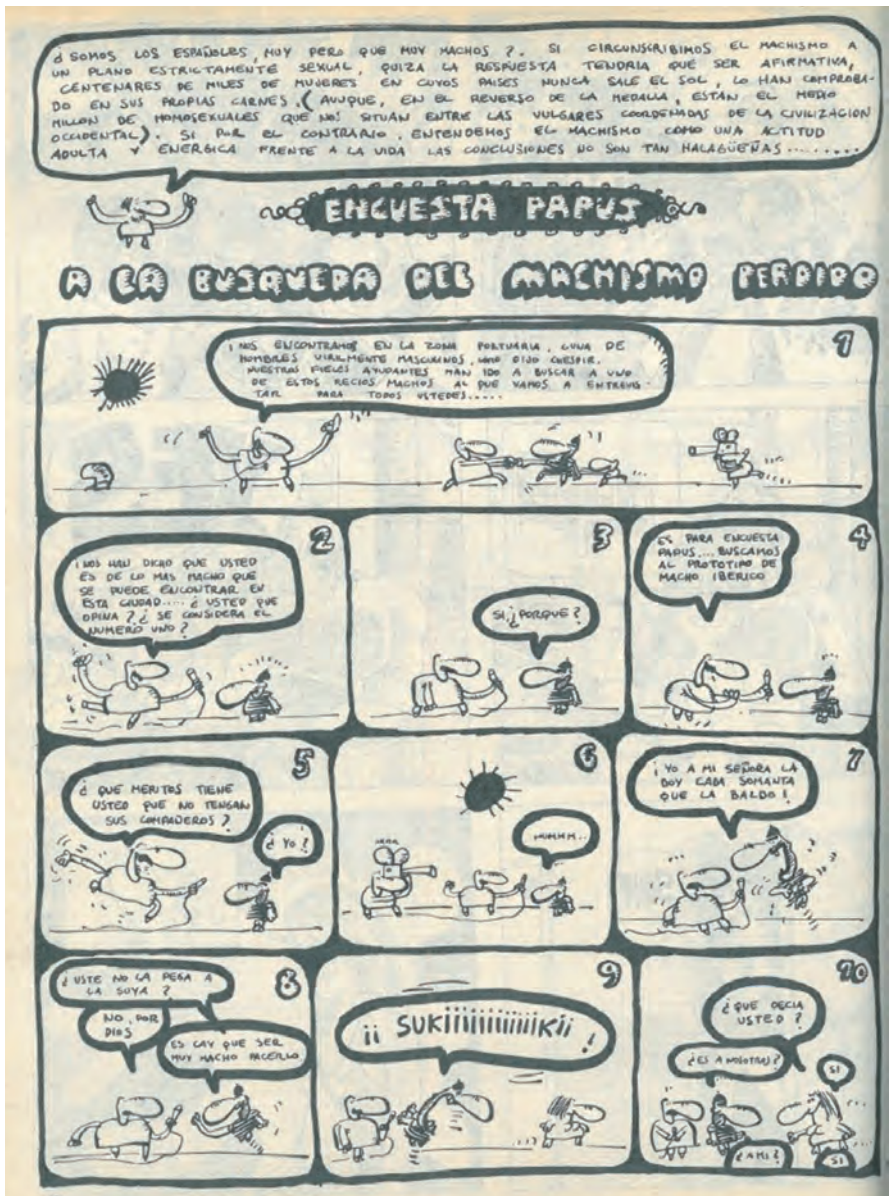 ¿SOMOS LOS ESPAÑOLES MUY PERO QUE MUY MACHOS?. SI CIRCUNSCRIBIMOS EL MACHISMO A
UN PLANO ESTRICTAMENTE SEXUAL, QUIZA LA RESPUESTA TENDRIA QUE SER AFIRMATIVA,
CENTENARES DE MILES DE MUJERES EN CUYOS PAISES NUNCA SALE EL SOL, LO HAN COMPROBA-
DO EN SUS PROPIAS CARNES. (AUNQUE, EN EL REVERSO DE LA MEDALLA, ESTÁN EL MEDIO
MILLON DE HOMOSEXUALES QUE NOS SITUÁN ENTRE LAS VULGARES COORDENADAS DE LA CIVILIZACION
OCCIDENTAL). SI POR EL CONTRARIO, ENTENDEMOS EL MACHISMO COMO UNA ACTITUD
ADULTA Y ENERGICA FRENTE A LA VIDA LAS CONCLUSIONES NO SON TAN HALAGÜEÑAS.........
ENCUESTA PAPUS
A LA BUSQUEDA DEL MACHISMO PERDIDO
1
¡NOS ENCONTRAMOS EN LA ZONA PORTUARIA, CUNA DE
HOMBRES VIRILMENTE MASCULINOS, COMO DIJO CHESPIR.
NUESTROS FIELES AYUDANTES HAN IDO A BUSCAR A UNO
DE ESTOS RECIOS MACHOS AL QUE VAMOS A ENTREVIS-
TAR PARA TODOS USTEDES.....
2
¡NOS HAN DICHO QUE USTED
ES DE LO MAS MACHO QUE
SE PUEDE ENCONTRAR EN
ESTA CIUDAD.....¿USTED QUE
OPINA? ¿SE CONSIDERA EL
NUMERO UNO?
3
SI, ¿PORQUE?
4
ES PARA ENCUESTA
PAPUS... BUSCAMOS
AL PROTOTIPO DE
MACHO IBERICO
5
¿QUE MERITOS TIENE
USTED QUE NO TENGAN
SUS COMPAÑEROS?
¿YO?
6
MUMMM..
7
¡YO A MI SEÑORA LA
DOY CADA SOMANTA
QUE LA BALDO!
8
¿USTE NO LA PEGA A
LA SUYA?
NO, POR
DIOS
ES CAY QUE SER
MUY MACHO PACERLO
9
¡¡SUKIIIIIIIIIIIKII!
10
¿QUE DECIA
USTED?
¿ES A NOSOTRAS?
SI
¿A MI?
SI